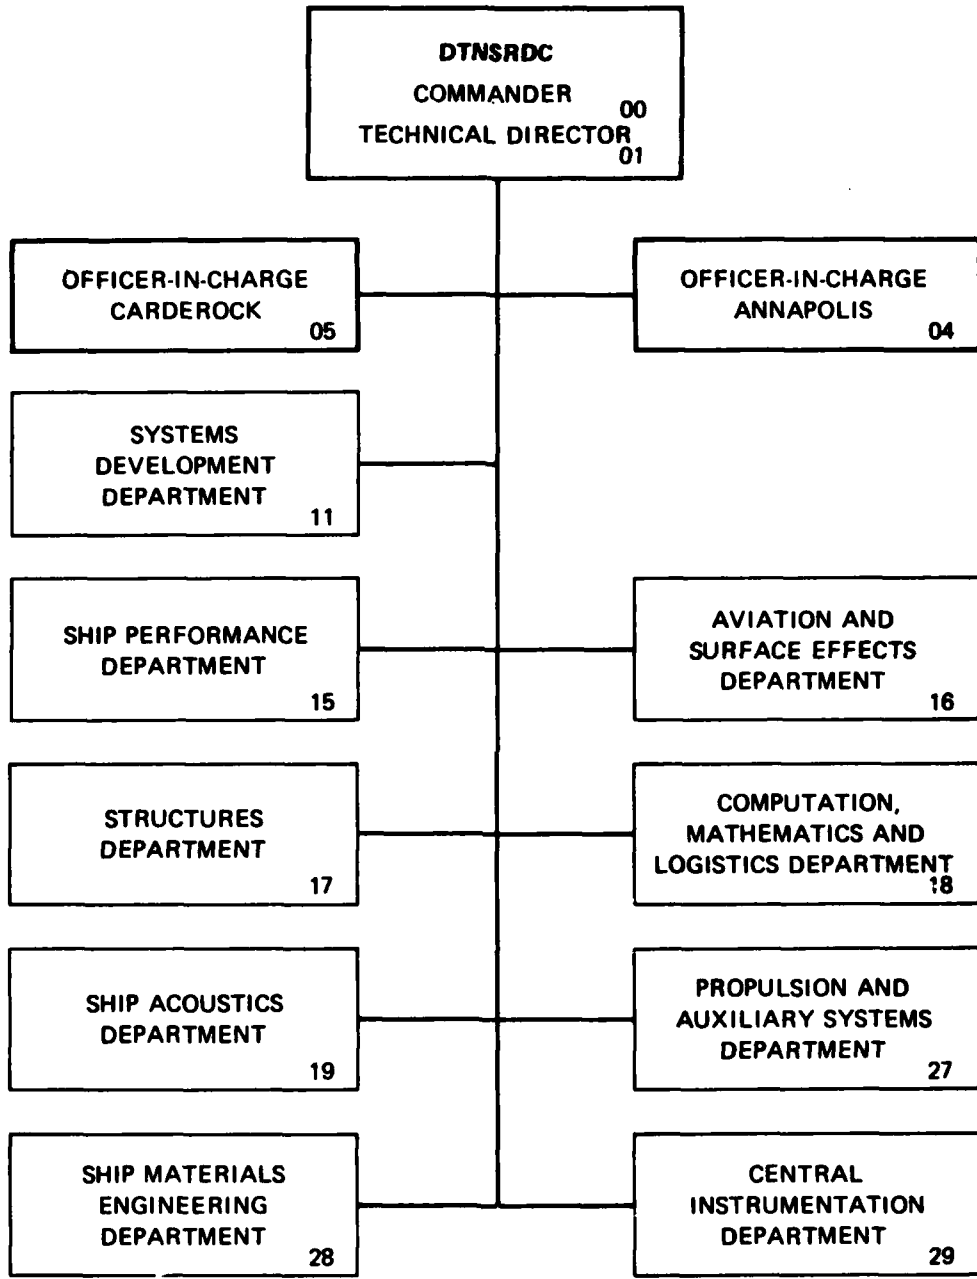 DTNSRDC
COMMANDER
00
TECHNICAL DIRECTOR
01
OFFICER-IN-CHARGE
CARDEROCK
05
OFFICER-IN-CHARGE
ANNAPOLIS
04
SYSTEMS
DEVELOPMENT
DEPARTMENT
11
SHIP PERFORMANCE
DEPARTMENT
15
AVIATION AND
SURFACE EFFECTS
DEPARTMENT
16
STRUCTURES
DEPARTMENT
17
COMPUTATION,
MATHEMATICS AND
LOGISTICS DEPARTMENT
18
SHIP ACOUSTICS
DEPARTMENT
19
PROPULSION AND
AUXILIARY SYSTEMS
DEPARTMENT
27
SHIP MATERIALS
ENGINEERING
DEPARTMENT
28
CENTRAL
INSTRUMENTATION
DEPARTMENT
29